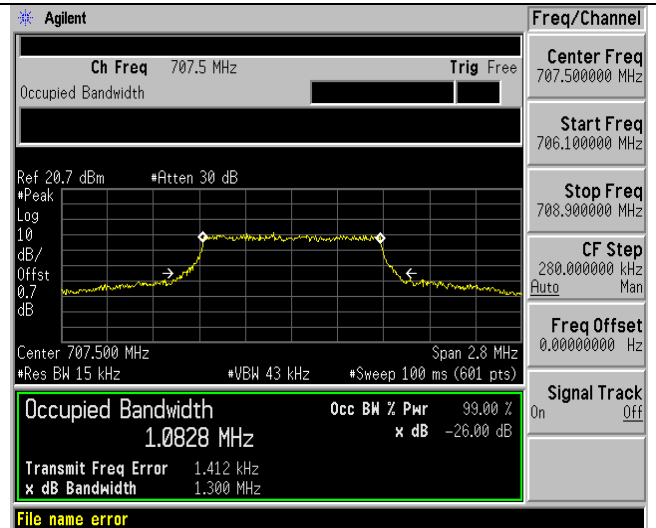 Agilent
Freq/Channel
Ch Freq 707.5 MHz Trig Free
Occupied Bandwidth
Center Freq
707.500000 MHz
Start Freq
706.100000 MHz
Stop Freq
708.900000 MHz
CF Step
280.000000 kHz
Auto Man
Freq Offset
0.00000000 Hz
Signal Track
On Off
Ref 20.7 dBm #Atten 30 dB
#Peak
Log
10
dB/
Offst
0.7
dB
Center 707.500 MHz Span 2.8 MHz
#Res BW 15 kHz #VBW 43 kHz #Sweep 100 ms (601 pts)
Occupied Bandwidth Occ BW % Pwr 99.00 %
1.0828 MHz x dB -26.00 dB
Transmit Freq Error 1.412 kHz
x dB Bandwidth 1.300 MHz
File name error